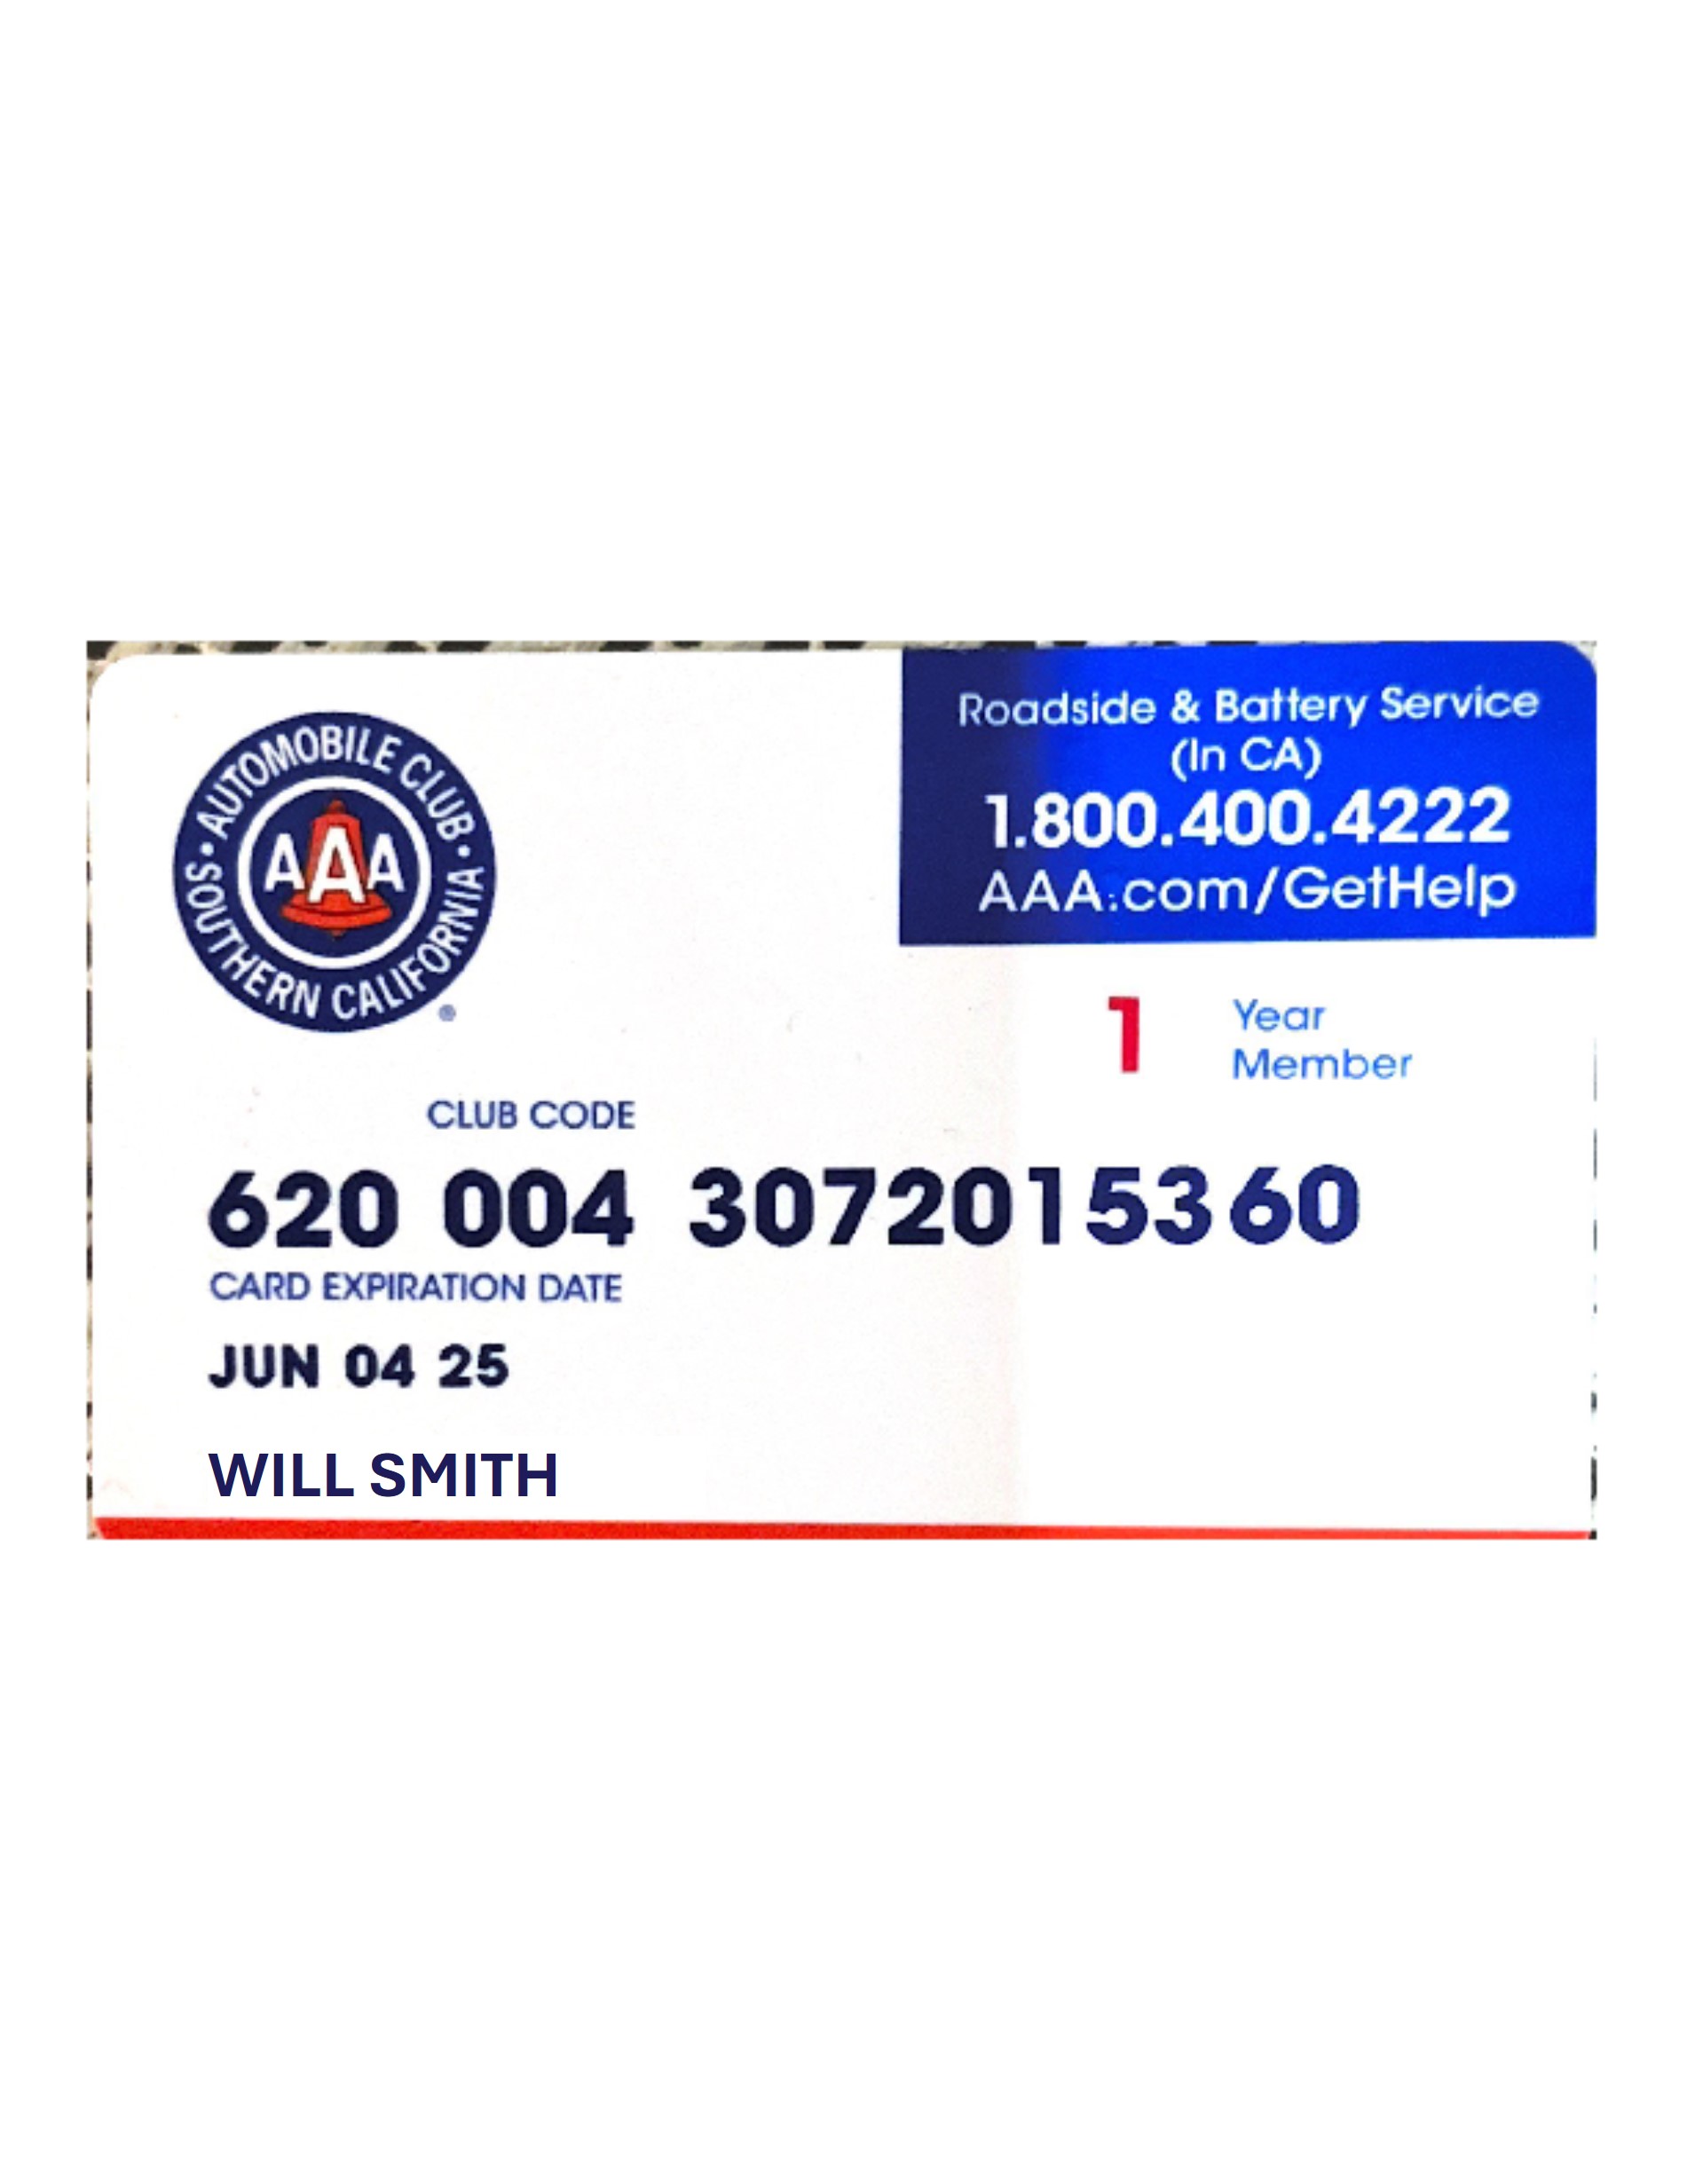 AUTOMOBILE CLUB
AAA
SOUTHERN CALIFORNIA
®
Roadside & Battery Service
(In CA)
1.800.400.4222
AAA.com/GetHelp
1 Year
Member
CLUB CODE
620 004 3072015360
CARD EXPIRATION DATE
JUN 04 25
WILL SMITH